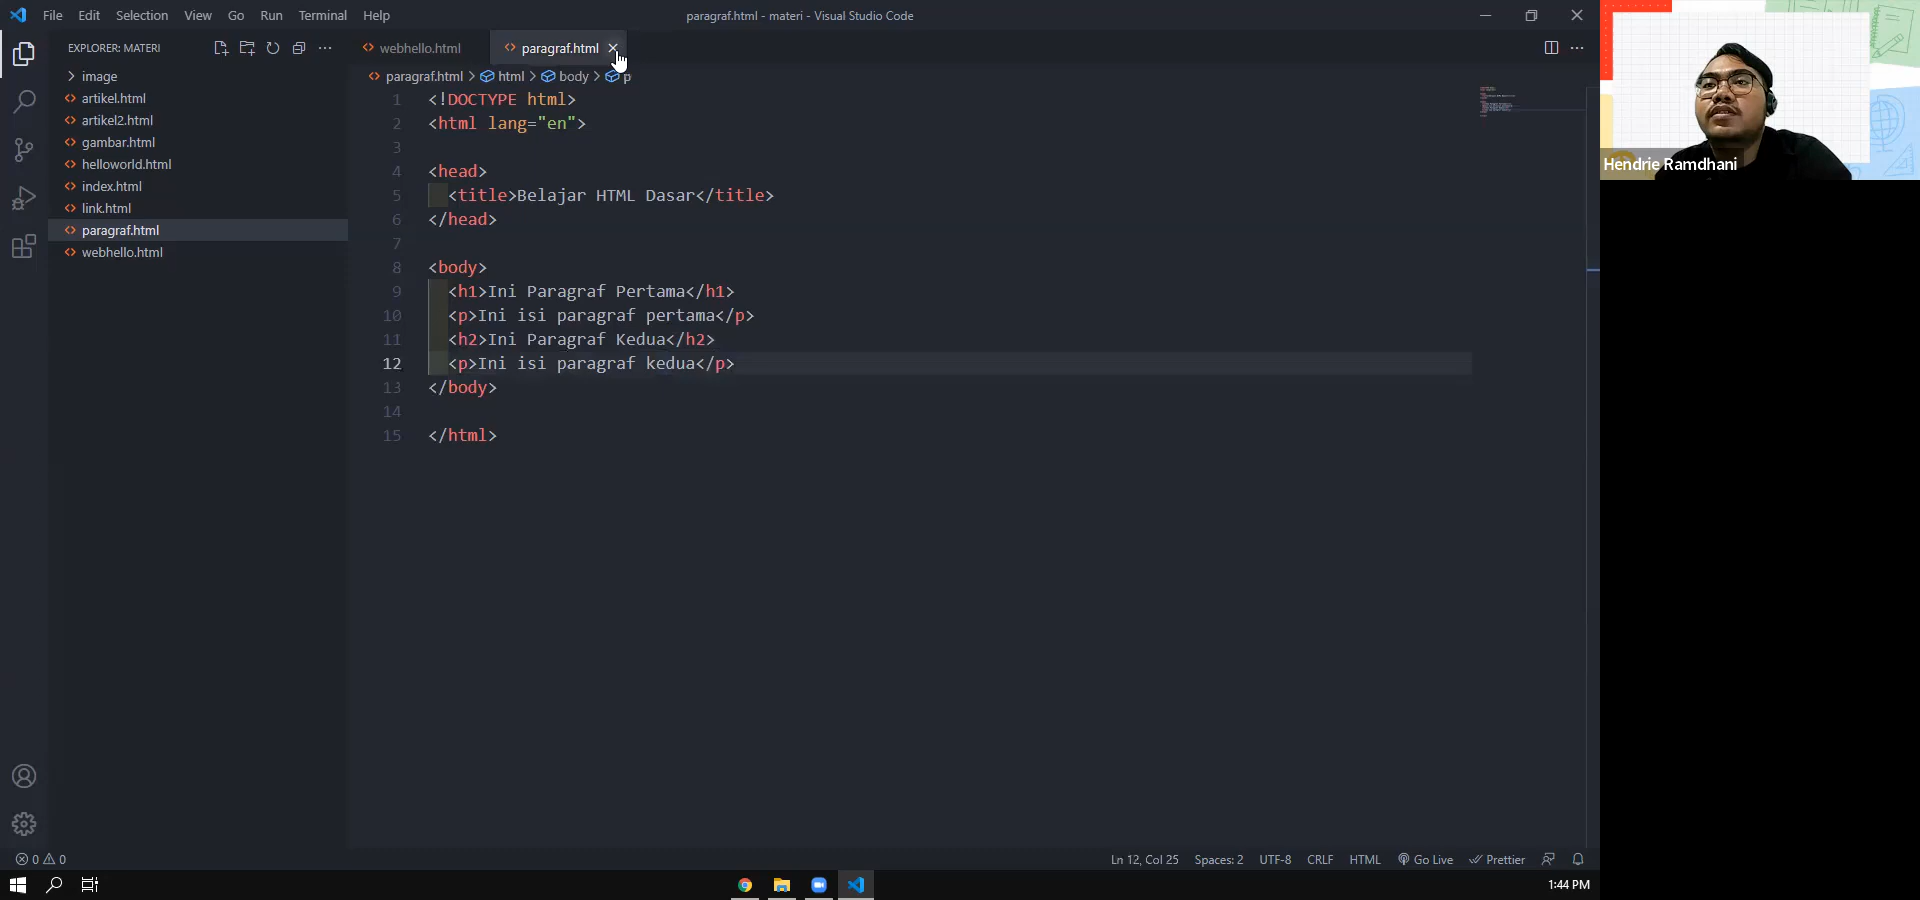 File Edit Selection View Go Run Terminal Help
paragraf.html - materi - Visual Studio Code
EXPLORER: MATERI
webhello.html
paragraf.html
image
artikel.html
artikel2.html
gambar.html
helloworld.html
index.html
link.html
paragraf.html
webhello.html
paragraf.html > html > body > p
1 <!DOCTYPE html>
2 <html lang="en">
3
4 <head>
5 <title>Belajar HTML Dasar</title>
6 </head>
7
8 <body>
9 <h1>Ini Paragraf Pertama</h1>
10 <p>Ini isi paragraf pertama</p>
11 <h2>Ini Paragraf Kedua</h2>
12 <p>Ini isi paragraf kedua</p>
13 </body>
14
15 </html>
Hendrie Ramdhani
0 0
Ln 12, Col 25 Spaces: 2 UTF-8 CRLF HTML Go Live Prettier
1:44 PM